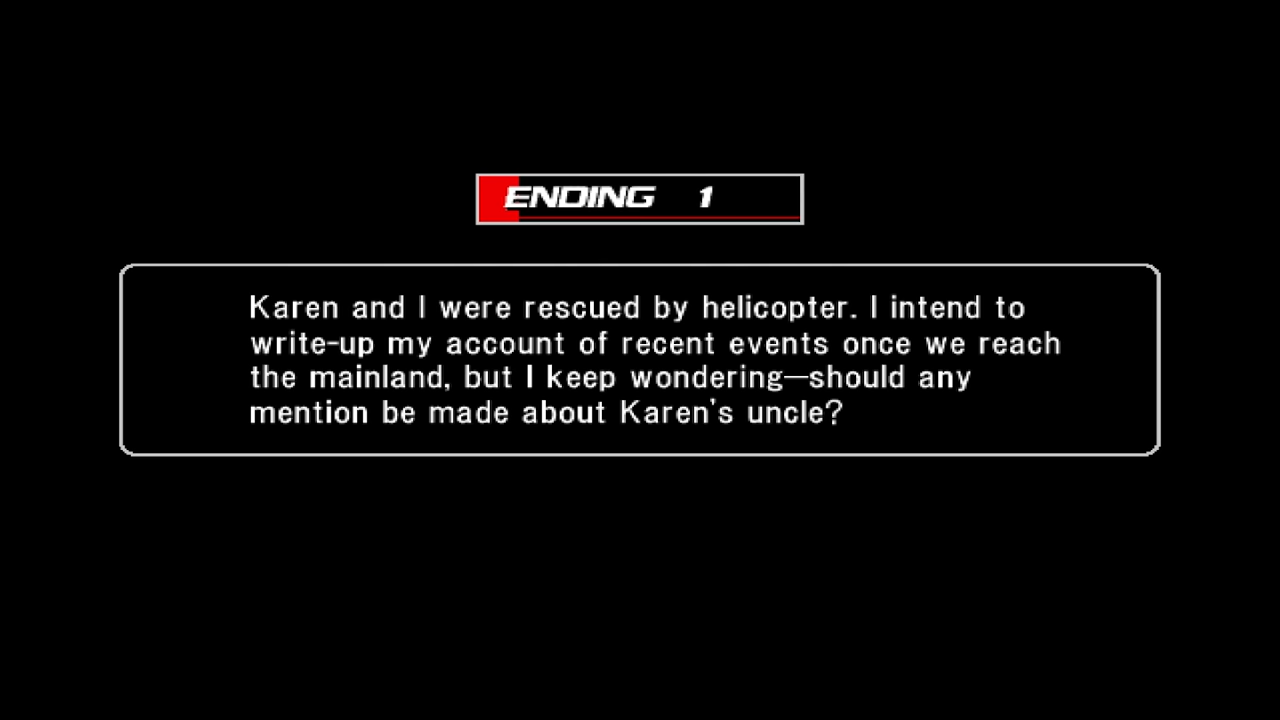 ENDING 1
Karen and I were rescued by helicopter. I intend to
write-up my account of recent events once we reach
the mainland, but I keep wondering—should any
mention be made about Karen's uncle?